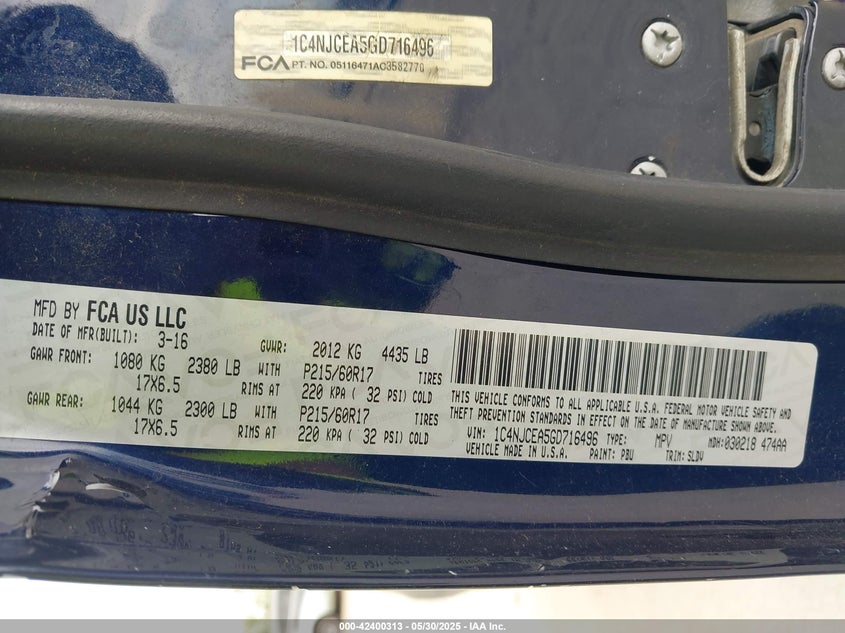 1C4NJCEA5GD716496
FCA PT. NO. 05116471AC3582770
MFD BY FCA US LLC
DATE OF MFR(BUILT): 3-16 GVWR: 2012 KG 4435 LB
GAWR FRONT: 1080 KG 2380 LB WITH P215/60R17 TIRES
17X6.5 RIMS AT 220 KPA ( 32 PSI) COLD
GAWR REAR: 1044 KG 2300 LB WITH P215/60R17 TIRES
17X6.5 RIMS AT 220 KPA ( 32 PSI) COLD
THIS VEHICLE CONFORMS TO ALL APPLICABLE U.S.A. FEDERAL MOTOR VEHICLE SAFETY AND
THEFT PREVENTION STANDARDS IN EFFECT ON THE DATE OF MANUFACTURE SHOWN ABOVE.
VIN: 1C4NJCEA5GD716496 TYPE: MPV MDH:030218 474AA
VEHICLE MADE IN U.S.A. PAINT: PBU TRIM: SLDV
000-42400313 - 05/30/2025 - IAA Inc.